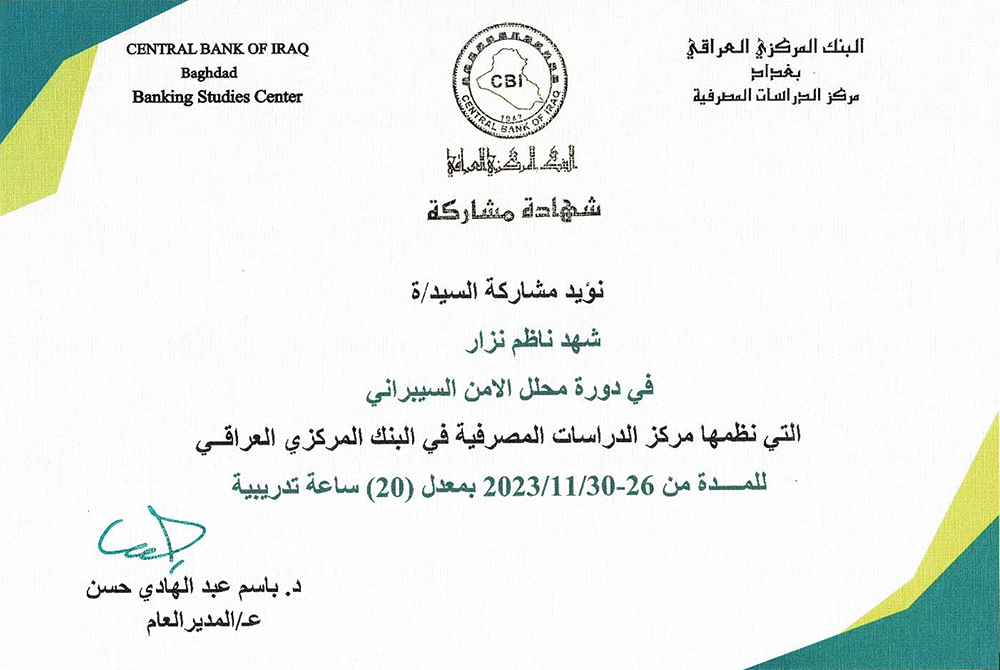 CENTRAL BANK OF IRAQ
Baghdad
Banking Studies Center
البنك المركزي العراقي
بغداد
مركز الدراسات المصرفية
CBI
1947
CENTRAL BANK OF IRAQ
البنك المركزي العراقي
شهادة مشاركة
نؤيد مشاركة السيد/ة
شهد ناظم نزار
في دورة محلل الامن السيبراني
التي نظمها مركز الدراسات المصرفية في البنك المركزي العراقــي
للمــــدة من 26-2023/11/30 بمعدل (20) ساعة تدريبية
د. باسم عبد الهادي حسن
عـ/المديرالعام